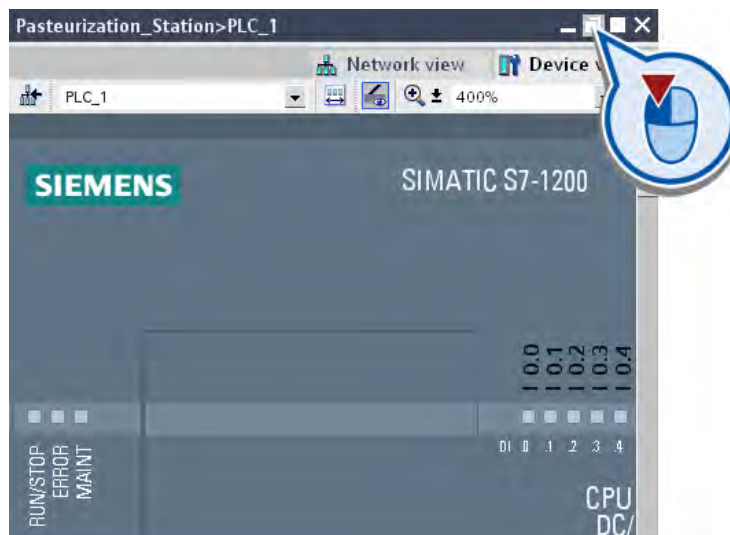 Pasteurization_Station>PLC_1
Network view Device v
PLC_1 400%
SIEMENS SIMATIC S7-1200
I 0.0
I 0.1
I 0.2
I 0.3
I 0.4
DI 0 .1 .2 .3 .4
RUN/STOP
ERROR
MAINT
CPU
DC/